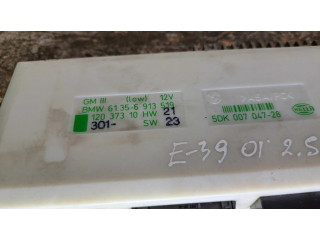 GM III (low) 12V
BMW 61.35-6 913 519
120 373 10 HW 21
301- SW 23
5DK 007 047-28
E-39 01 2.5